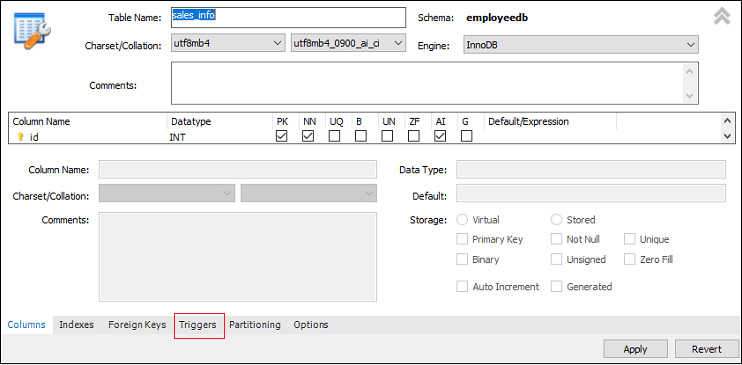 Table Name: sales_info Schema: employeedb
Charset/Collation: utf8mb4 utf8mb4_0900_ai_ci Engine: InnoDB
Comments:
Column Name Datatype PK NN UQ B UN ZF AI G Default/Expression
id INT
Column Name: Data Type:
Charset/Collation: Default:
Comments: Storage: Virtual Stored
Primary Key Not Null Unique
Binary Unsigned Zero Fill
Auto Increment Generated
Columns Indexes Foreign Keys Triggers Partitioning Options
Apply Revert